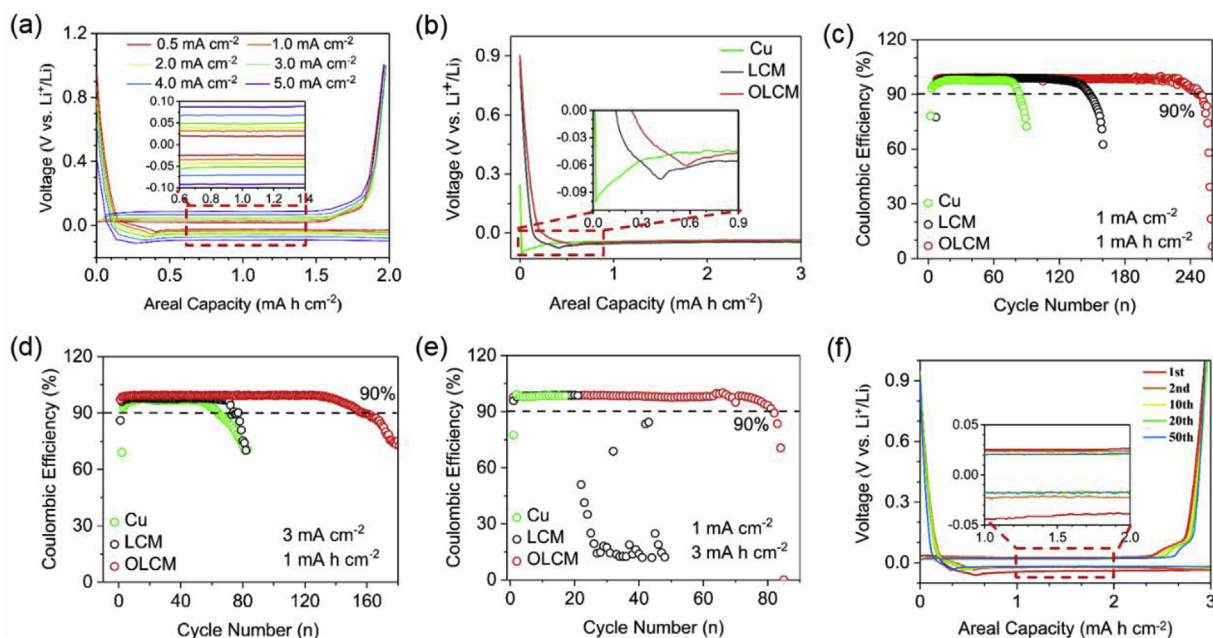 (a)
1.2
0.8
0.4
0.0
Voltage (V vs. Li⁺/Li)
0.5 mA cm⁻²
1.0 mA cm⁻²
2.0 mA cm⁻²
3.0 mA cm⁻²
4.0 mA cm⁻²
5.0 mA cm⁻²
0.10
0.05
0.00
-0.05
-0.10
0.6 0.8 1.0 1.2 1.4
0.0 0.5 1.0 1.5 2.0
Areal Capacity (mA h cm⁻²)
(b)
0.9
0.6
0.3
0.0
Voltage (V vs. Li⁺/Li)
Cu
LCM
OLCM
0.00
-0.03
-0.06
-0.09
0.0 0.3 0.6 0.9
0 1 2 3
Areal Capacity (mA h cm⁻²)
(c)
120
90
60
30
0
Coulombic Efficiency (%)
90%
Cu
LCM
OLCM
1 mA cm⁻²
1 mA h cm⁻²
0 60 120 180 240
Cycle Number (n)
(d)
120
90
60
30
0
Coulombic Efficiency (%)
90%
Cu
LCM
OLCM
3 mA cm⁻²
1 mA h cm⁻²
0 40 80 120 160
Cycle Number (n)
(e)
120
90
60
30
0
Coulombic Efficiency (%)
90%
Cu
LCM
OLCM
1 mA cm⁻²
3 mA h cm⁻²
0 20 40 60 80
Cycle Number (n)
(f)
0.8
0.4
0.0
Voltage (V vs. Li⁺/Li)
1st
2nd
10th
20th
50th
0.05
0.00
-0.05
1.0 1.5 2.0
0 1 2 3
Areal Capacity (mA h cm⁻²)